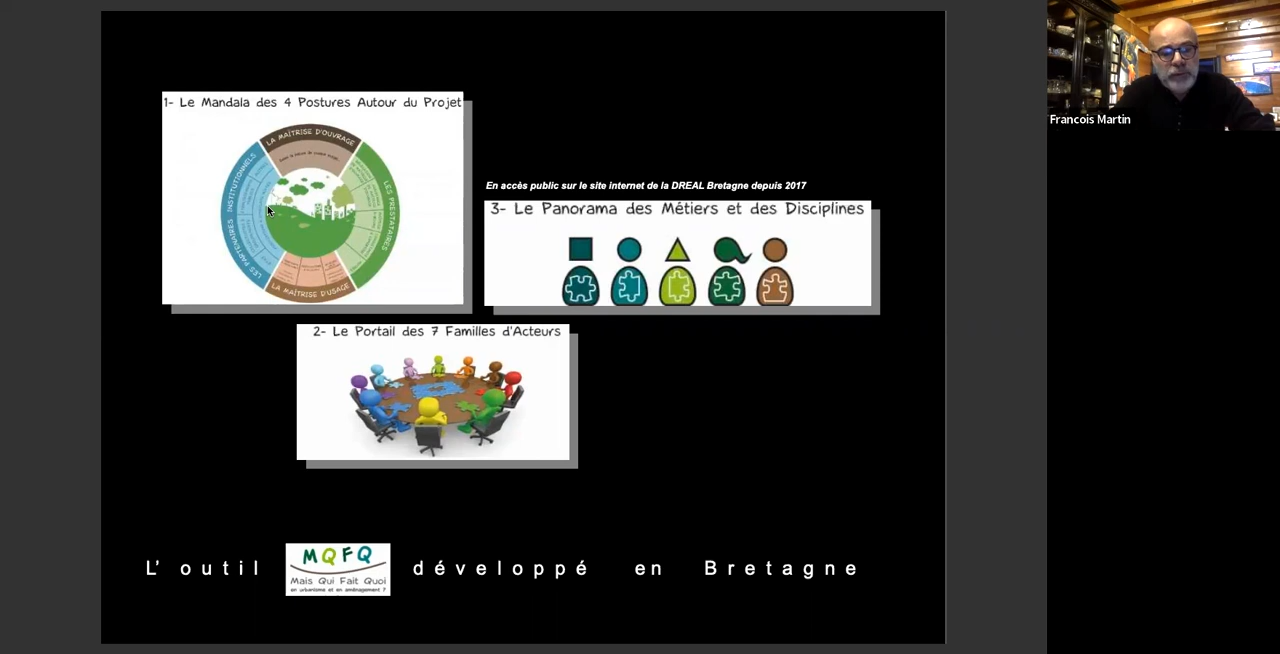 1- Le Mandala des 4 Postures Autour du Projet
LA MAÎTRISE D'OUVRAGE
LES PARTENAIRES INSTITUTIONNELS
LES PRESTATAIRES
LA MAÎTRISE D'USAGE
En accès public sur le site internet de la DREAL Bretagne depuis 2017
3- Le Panorama des Métiers et des Disciplines
2- Le Portail des 7 Familles d'Acteurs
L' outil
MQFQ
Mais Qui Fait Quoi
en urbanisme et en aménagement ?
développé en Bretagne
Francois Martin